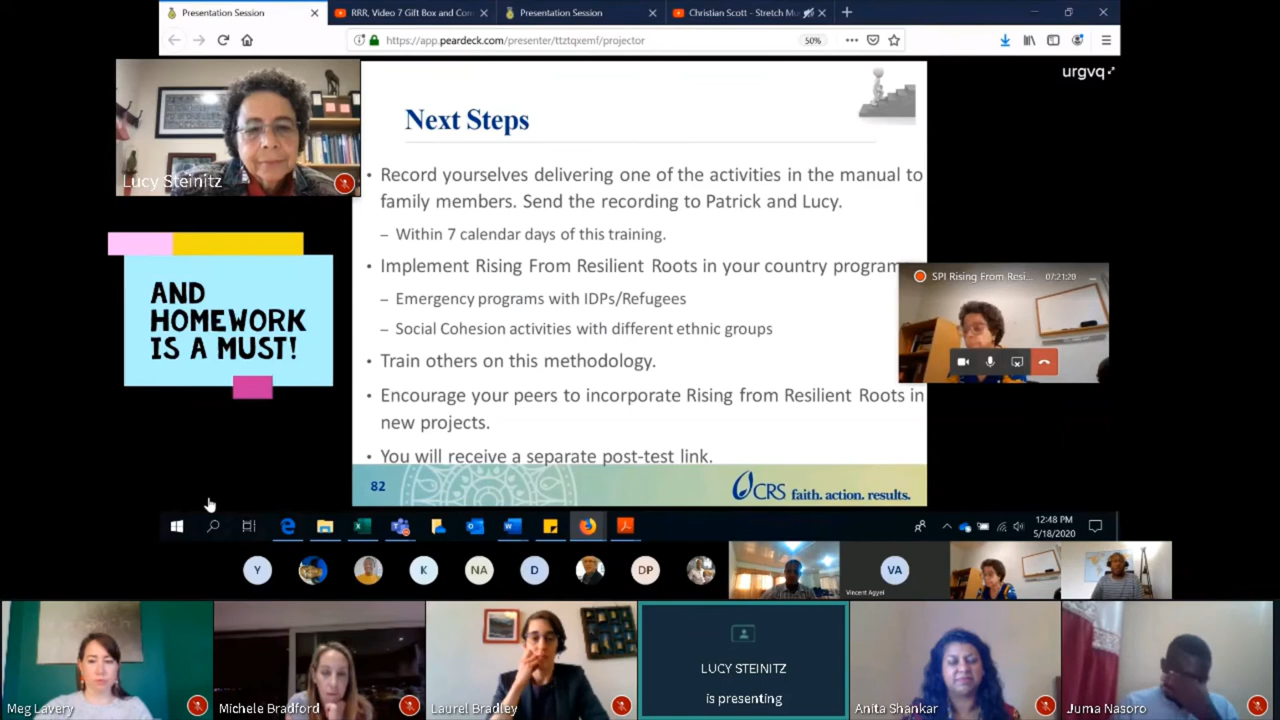 Presentation Session
RRR, Video 7 Gift Box and Con
Presentation Session
Christian Scott - Stretch Mu
https://app.peardeck.com/presenter/ttztqxemf/projector
50%
urgvq
Lucy Steinitz
Next Steps
• Record yourselves delivering one of the activities in the manual to
family members. Send the recording to Patrick and Lucy.
– Within 7 calendar days of this training.
• Implement Rising From Resilient Roots in your country program
– Emergency programs with IDPs/Refugees
– Social Cohesion activities with different ethnic groups
• Train others on this methodology.
• Encourage your peers to incorporate Rising from Resilient Roots in
new projects.
• You will receive a separate post-test link.
82
CRS faith. action. results.
AND
HOMEWORK
IS A MUST!
SPI Rising From Resi...
07:21:20
12:48 PM
5/18/2020
Y
K
NA
D
DP
VA
Vincent Agyei
Meg Lavery
Michele Bradford
Laurel Bradley
LUCY STEINITZ
is presenting
Anita Shankar
Juma Nasoro